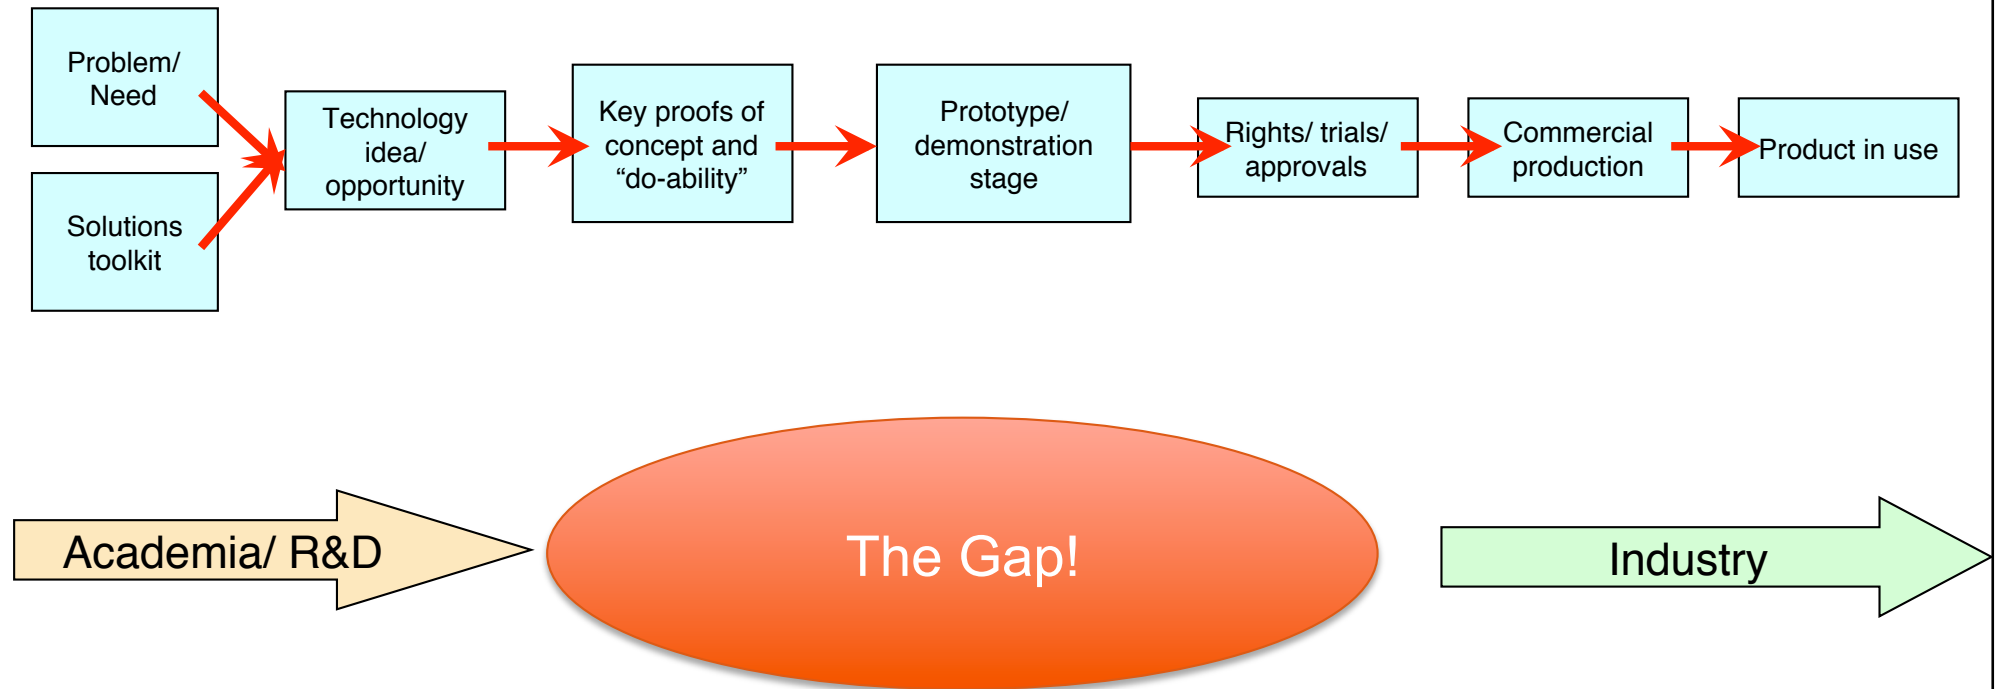 Problem/
Need
Solutions
toolkit
Technology
idea/
opportunity
Key proofs of
concept and
“do-ability”
Prototype/
demonstration
stage
Rights/ trials/
approvals
Commercial
production
Product in use
Academia/ R&D
The Gap!
Industry